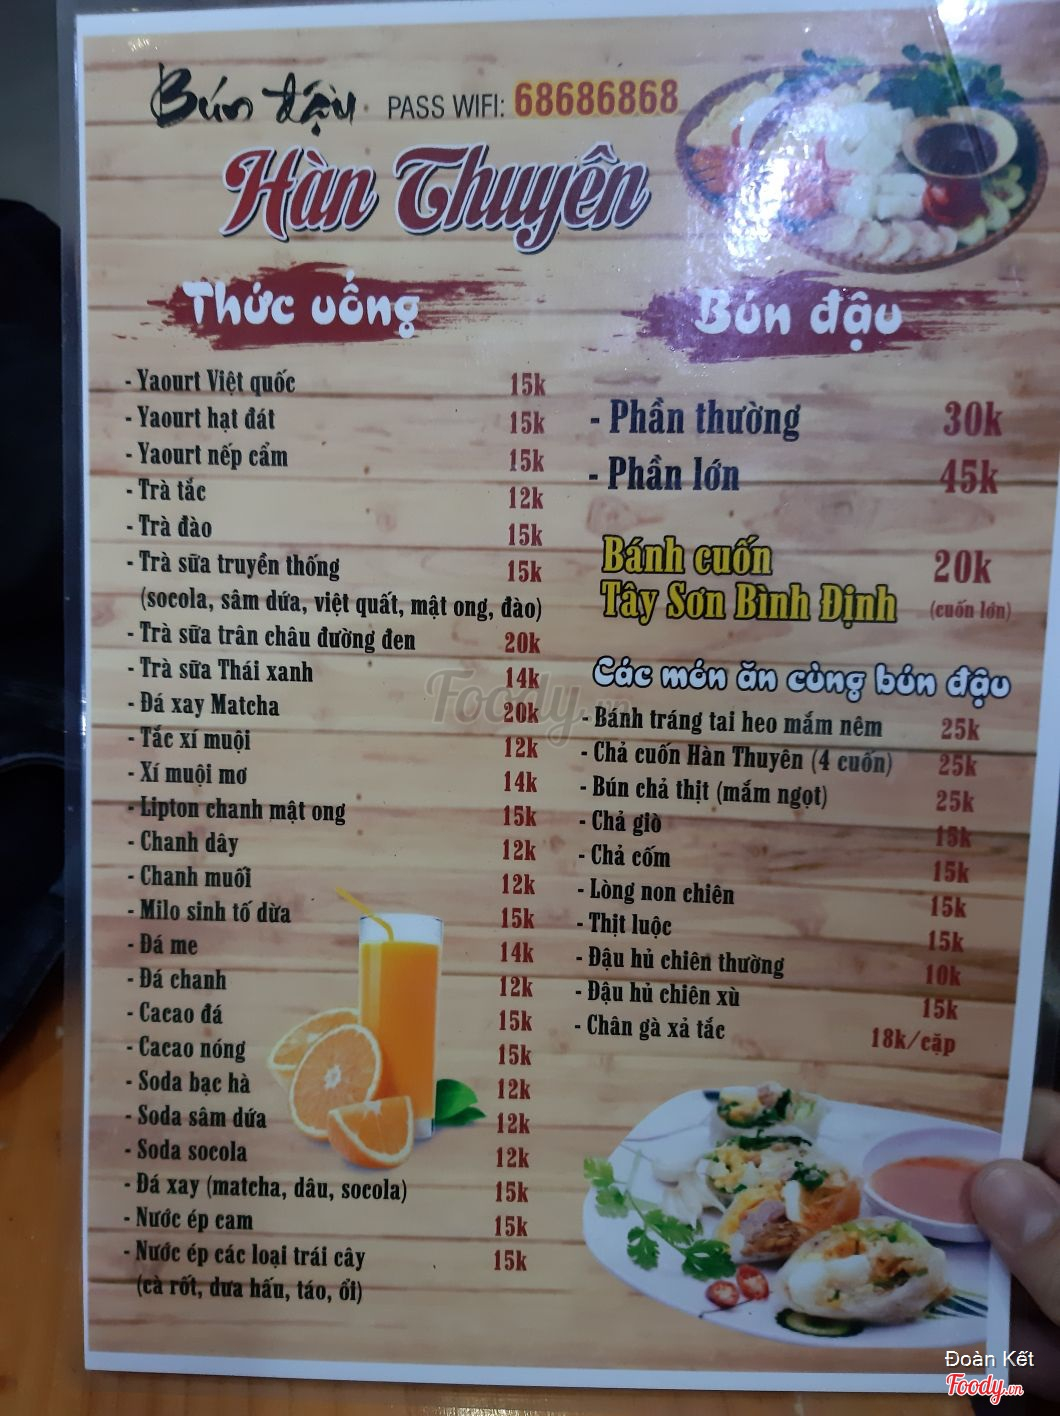 Bún đậu PASS WIFI: 68686868
Hàn Thuyên
Thức uống
- Yaourt Việt quốc 15k
- Yaourt hạt đát 15k
- Yaourt nếp cẩm 15k
- Trà tắc 12k
- Trà đào 15k
- Trà sữa truyền thống 15k
(socola, sâm dứa, việt quất, mật ong, đào)
- Trà sữa trân châu đường đen 20k
- Trà sữa Thái xanh 14k
- Đá xay Matcha 20k
- Tắc xí muội 12k
- Xí muội mơ 14k
- Lipton chanh mật ong 15k
- Chanh dây 12k
- Chanh muối 12k
- Milo sinh tố dừa 15k
- Đá me 14k
- Đá chanh 12k
- Cacao đá 15k
- Cacao nóng 15k
- Soda bạc hà 12k
- Soda sâm dứa 12k
- Soda socola 12k
- Đá xay (matcha, dâu, socola) 15k
- Nước ép cam 15k
- Nước ép các loại trái cây 15k
(cà rốt, dưa hấu, táo, ổi)
Bún đậu
- Phần thường 30k
- Phần lớn 45k
Bánh cuốn 20k
Tây Sơn Bình Định (cuốn lớn)
Các món ăn cùng bún đậu
- Bánh tráng tai heo mắm nêm 25k
- Chả cuốn Hàn Thuyên (4 cuốn) 25k
- Bún chả thịt (mắm ngọt) 25k
- Chả giò 15k
- Chả cốm 15k
- Lòng non chiên 15k
- Thịt luộc 15k
- Đậu hủ chiên thường 10k
- Đậu hủ chiên xù 15k
- Chân gà xả tắc 18k/cặp
Foody.vn
Đoàn Kết
Foody.vn